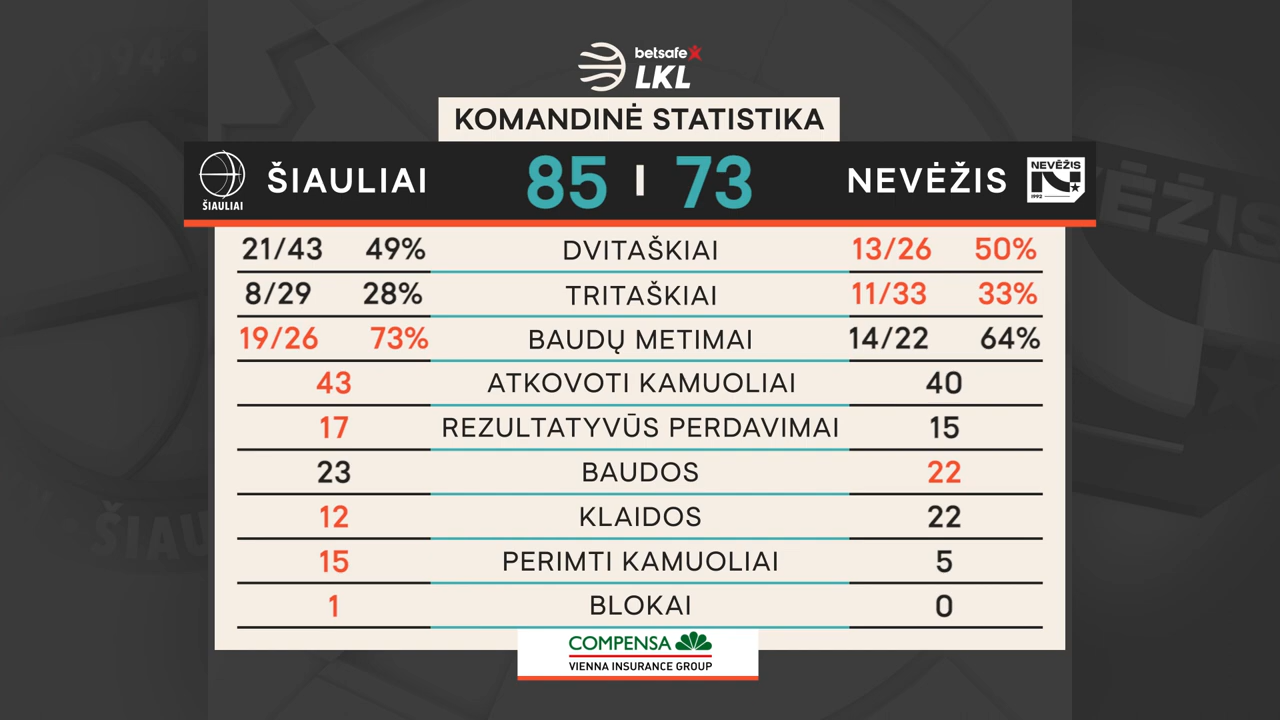 betsafe
LKL
KOMANDINĖ STATISTIKA
ŠIAULIAI
ŠIAULIAI 85 I 73 NEVĖŽIS
NEVĖŽIS
1992
21/43 49% DVITAŠKIAI 13/26 50%
8/29 28% TRITAŠKIAI 11/33 33%
19/26 73% BAUDŲ METIMAI 14/22 64%
43 ATKOVOTI KAMUOLIAI 40
17 REZULTATYVŪS PERDAVIMAI 15
23 BAUDOS 22
12 KLAIDOS 22
15 PERIMTI KAMUOLIAI 5
1 BLOKAI 0
COMPENSA
VIENNA INSURANCE GROUP